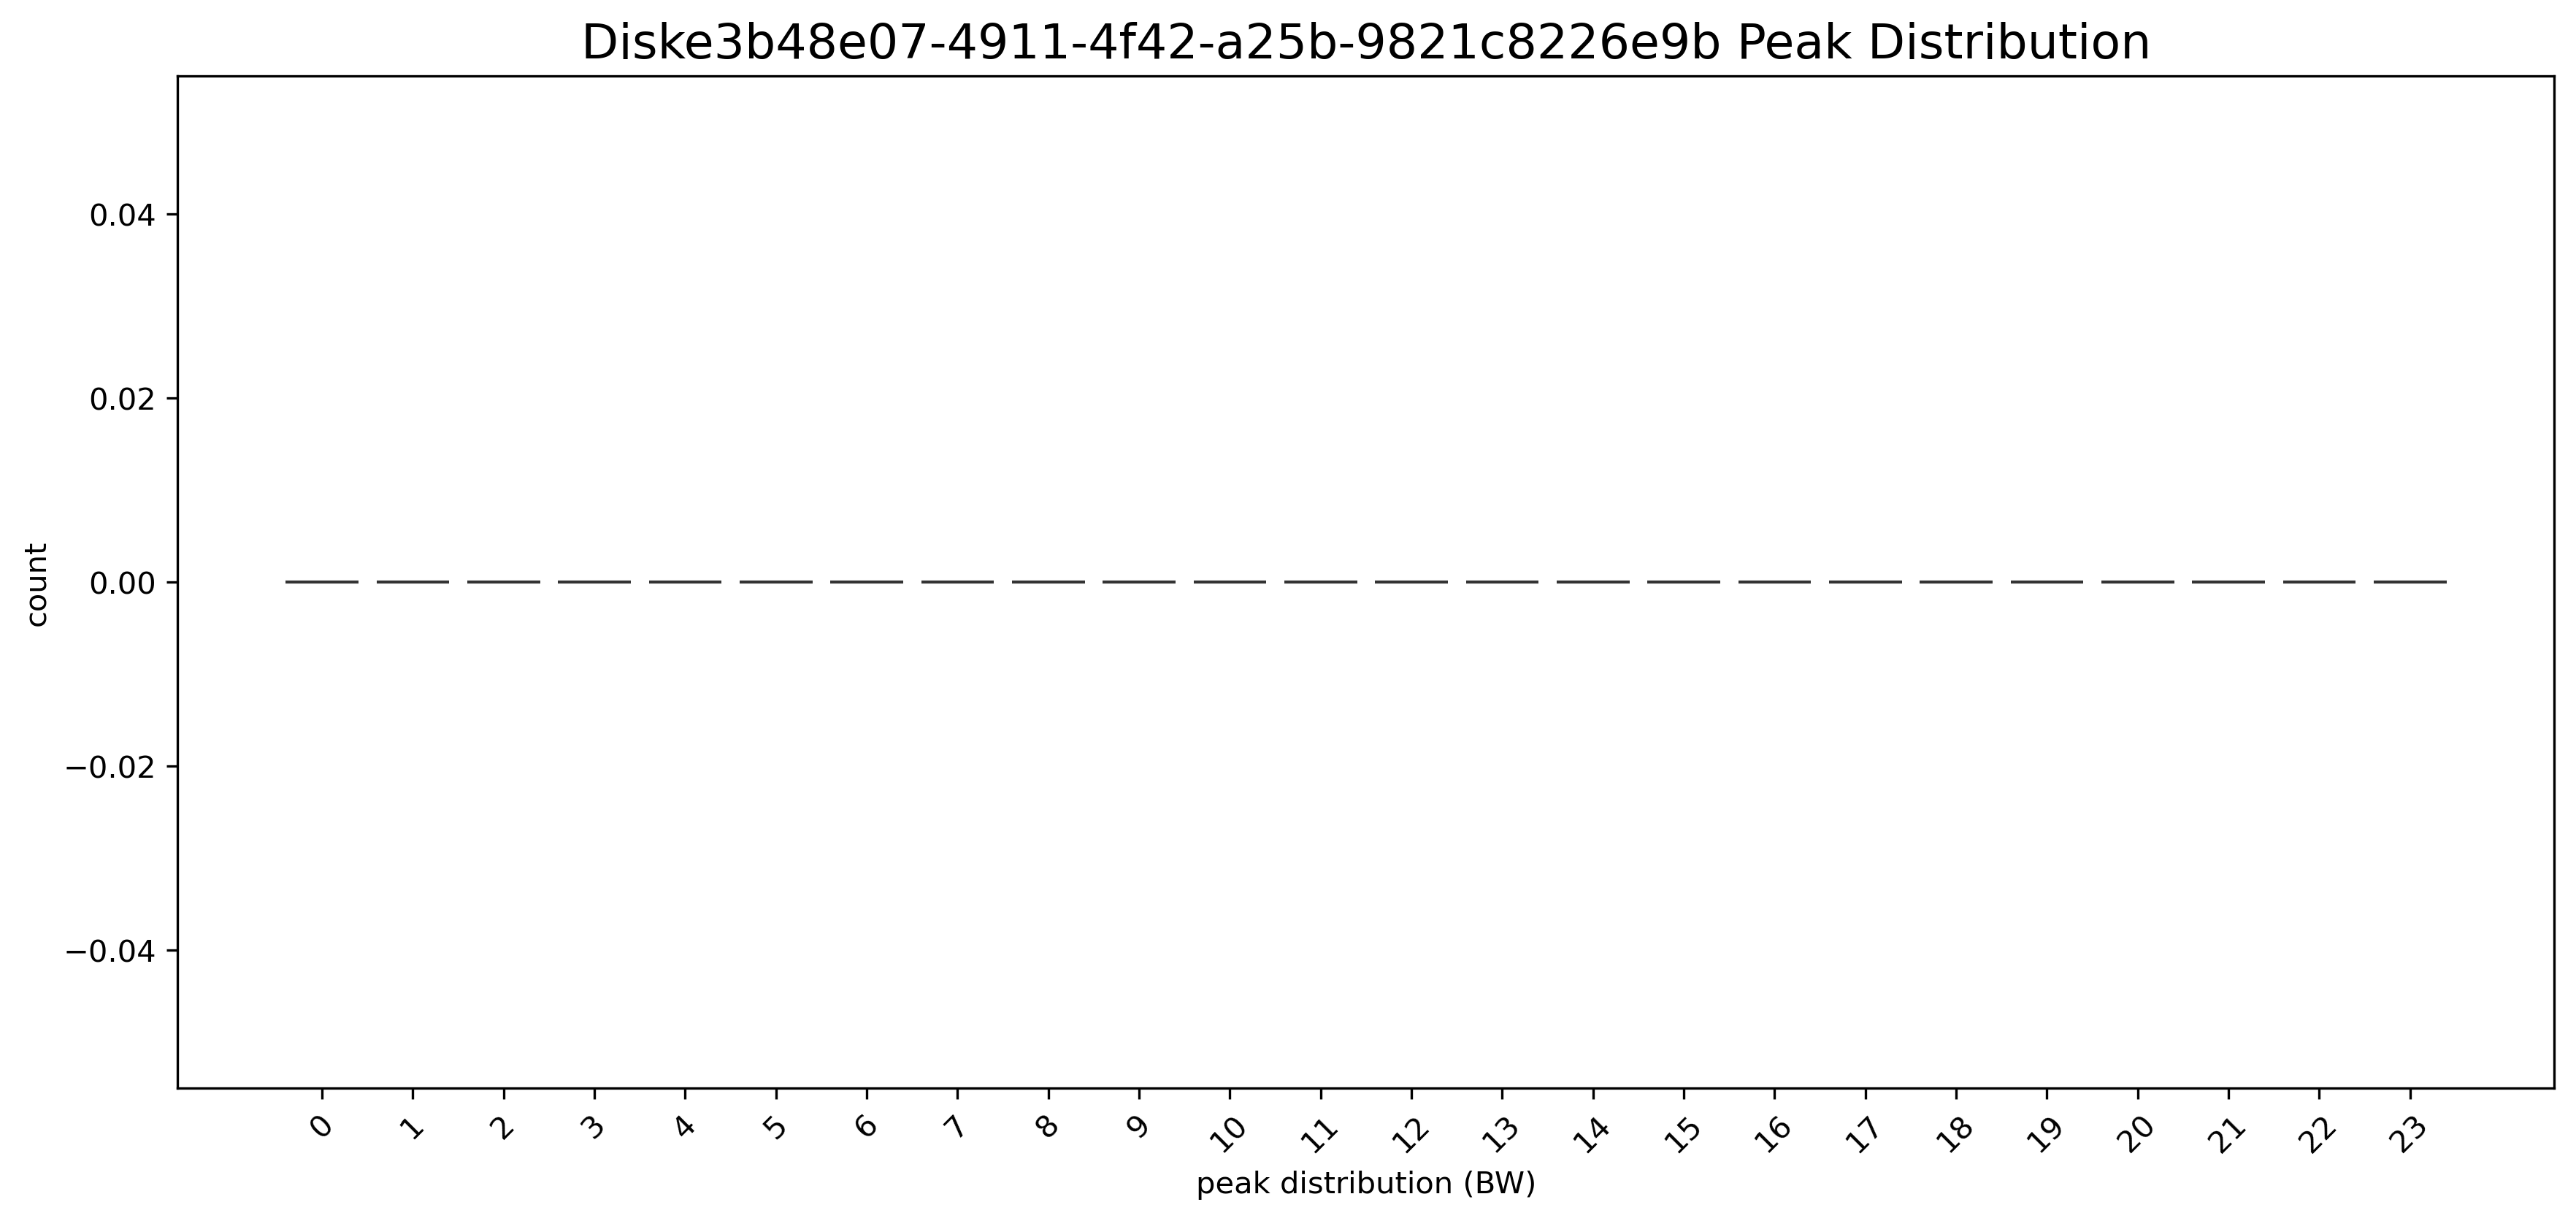 Diske3b48e07-4911-4f42-a25b-9821c8226e9b Peak Distribution
0.04
0.02
0.00
−0.02
−0.04
count
0 1 2 3 4 5 6 7 8 9 10 11 12 13 14 15 16 17 18 19 20 21 22 23
peak distribution (BW)